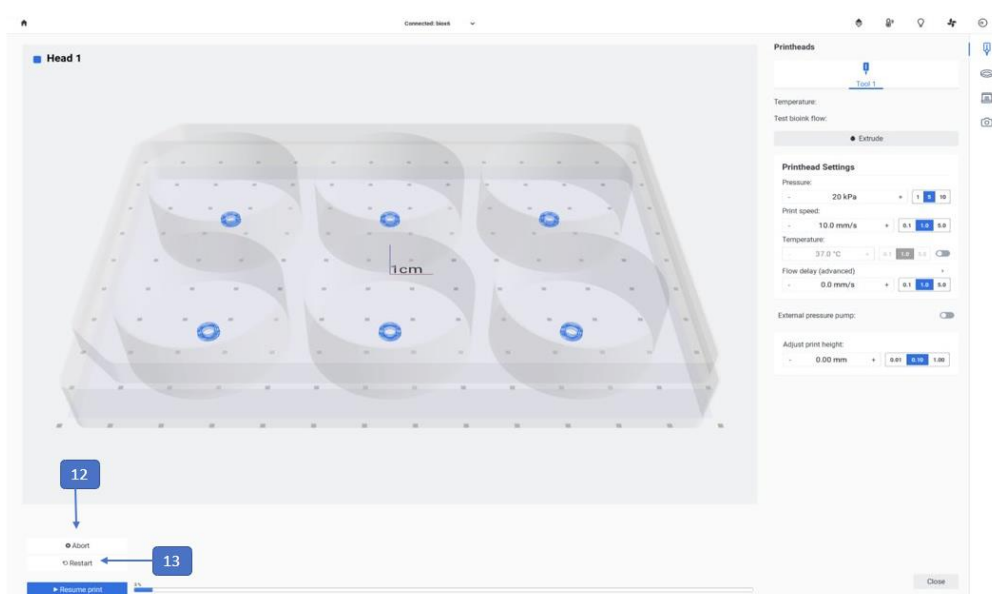 Connected: biox6
Head 1
1cm
12
Abort
13
Restart
Resume print
Printheads
Tool 1
Temperature:
Test bioink flow:
Extrude
Printhead Settings
Pressure:
- 20 kPa + 1 5 10
Print speed:
- 10.0 mm/s + 0.1 1.0 5.0
Temperature:
- 37.0 °C + 0.1 1.0 5.0
Flow delay (advanced)
- 0.0 mm/s + 0.1 1.0 5.0
External pressure pump:
Adjust print height:
- 0.00 mm + 0.01 0.10 1.00
Close